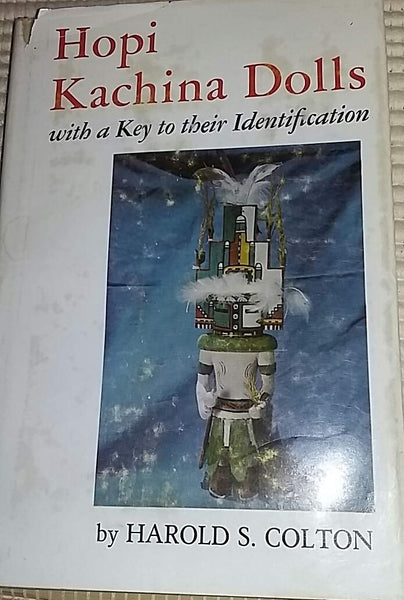 Hopi
Kachina Dolls
with a Key to their Identification
by HAROLD S. COLTON